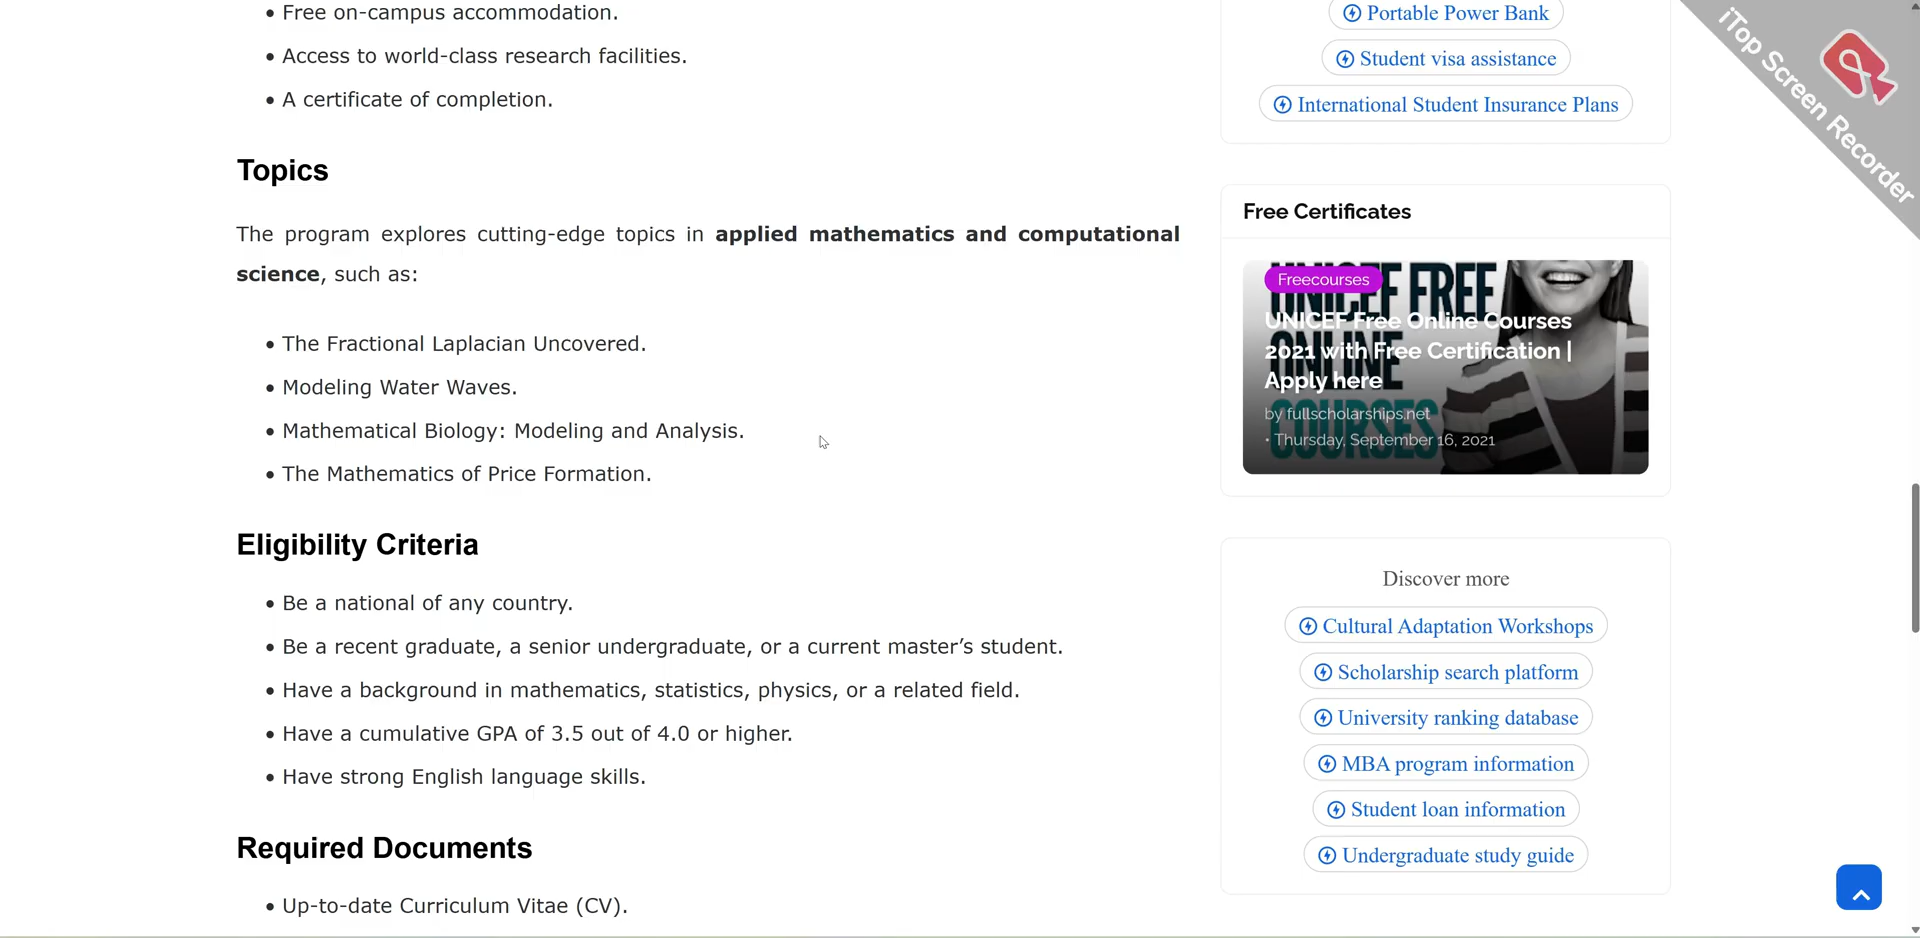 • Free on-campus accommodation.
• Access to world-class research facilities.
• A certificate of completion.
Topics
The program explores cutting-edge topics in applied mathematics and computational
science, such as:
• The Fractional Laplacian Uncovered.
• Modeling Water Waves.
• Mathematical Biology: Modeling and Analysis.
• The Mathematics of Price Formation.
Eligibility Criteria
• Be a national of any country.
• Be a recent graduate, a senior undergraduate, or a current master’s student.
• Have a background in mathematics, statistics, physics, or a related field.
• Have a cumulative GPA of 3.5 out of 4.0 or higher.
• Have strong English language skills.
Required Documents
• Up-to-date Curriculum Vitae (CV).
Portable Power Bank
Student visa assistance
International Student Insurance Plans
Free Certificates
UNICEF FREE
ONLINE
COURSES
Freecourses
UNICEF Free Online Courses
2021 with Free Certification |
Apply here
by fullscholarships.net
• Thursday, September 16, 2021
Discover more
Cultural Adaptation Workshops
Scholarship search platform
University ranking database
MBA program information
Student loan information
Undergraduate study guide
iTop Screen Recorder